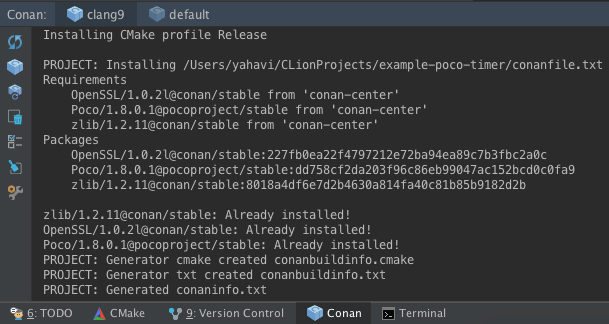 Conan: clang9 default
Installing CMake profile Release
PROJECT: Installing /Users/yahavi/CLionProjects/example-poco-timer/conanfile.txt
Requirements
OpenSSL/1.0.2l@conan/stable from 'conan-center'
Poco/1.8.0.1@pocoproject/stable from 'conan-center'
zlib/1.2.11@conan/stable from 'conan-center'
Packages
OpenSSL/1.0.2l@conan/stable:227fb0ea22f4797212e72ba94ea89c7b3fbc2a0c
Poco/1.8.0.1@pocoproject/stable:dd758cf2da203f96c86eb99047ac152bcd0c0fa9
zlib/1.2.11@conan/stable:8018a4df6e7d2b4630a814fa40c81b85b9182d2b
zlib/1.2.11@conan/stable: Already installed!
OpenSSL/1.0.2l@conan/stable: Already installed!
Poco/1.8.0.1@pocoproject/stable: Already installed!
PROJECT: Generator cmake created conanbuildinfo.cmake
PROJECT: Generator txt created conanbuildinfo.txt
PROJECT: Generated conaninfo.txt
6: TODO CMake 9: Version Control Conan Terminal